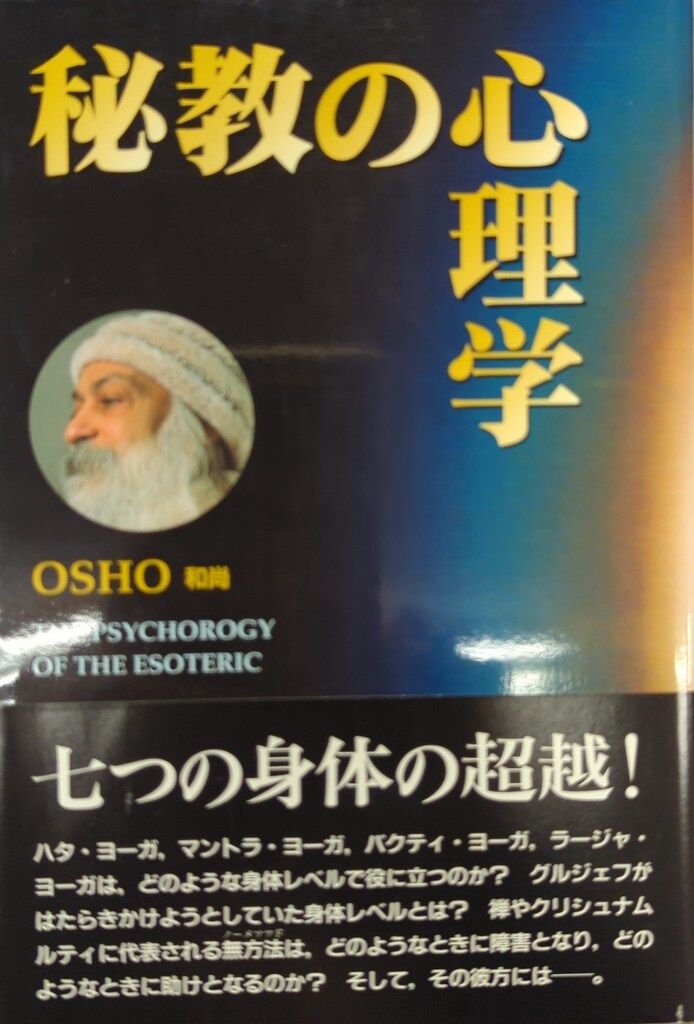 秘教の心理学
OSHO 和尚
PSYCHOROGY
OF THE ESOTERIC
七つの身体の超越！
ハタ・ヨーガ，マントラ・ヨーガ，バクティ・ヨーガ，ラージャ・
ヨーガは，どのような身体レベルで役に立つのか？　グルジェフが
はたらきかけようとしていた身体レベルとは？　禅やクリシュナム
ルティに代表される無方法は，どのようなときに障害となり，どの
ようなときに助けとなるのか？　そして，その彼方には──。